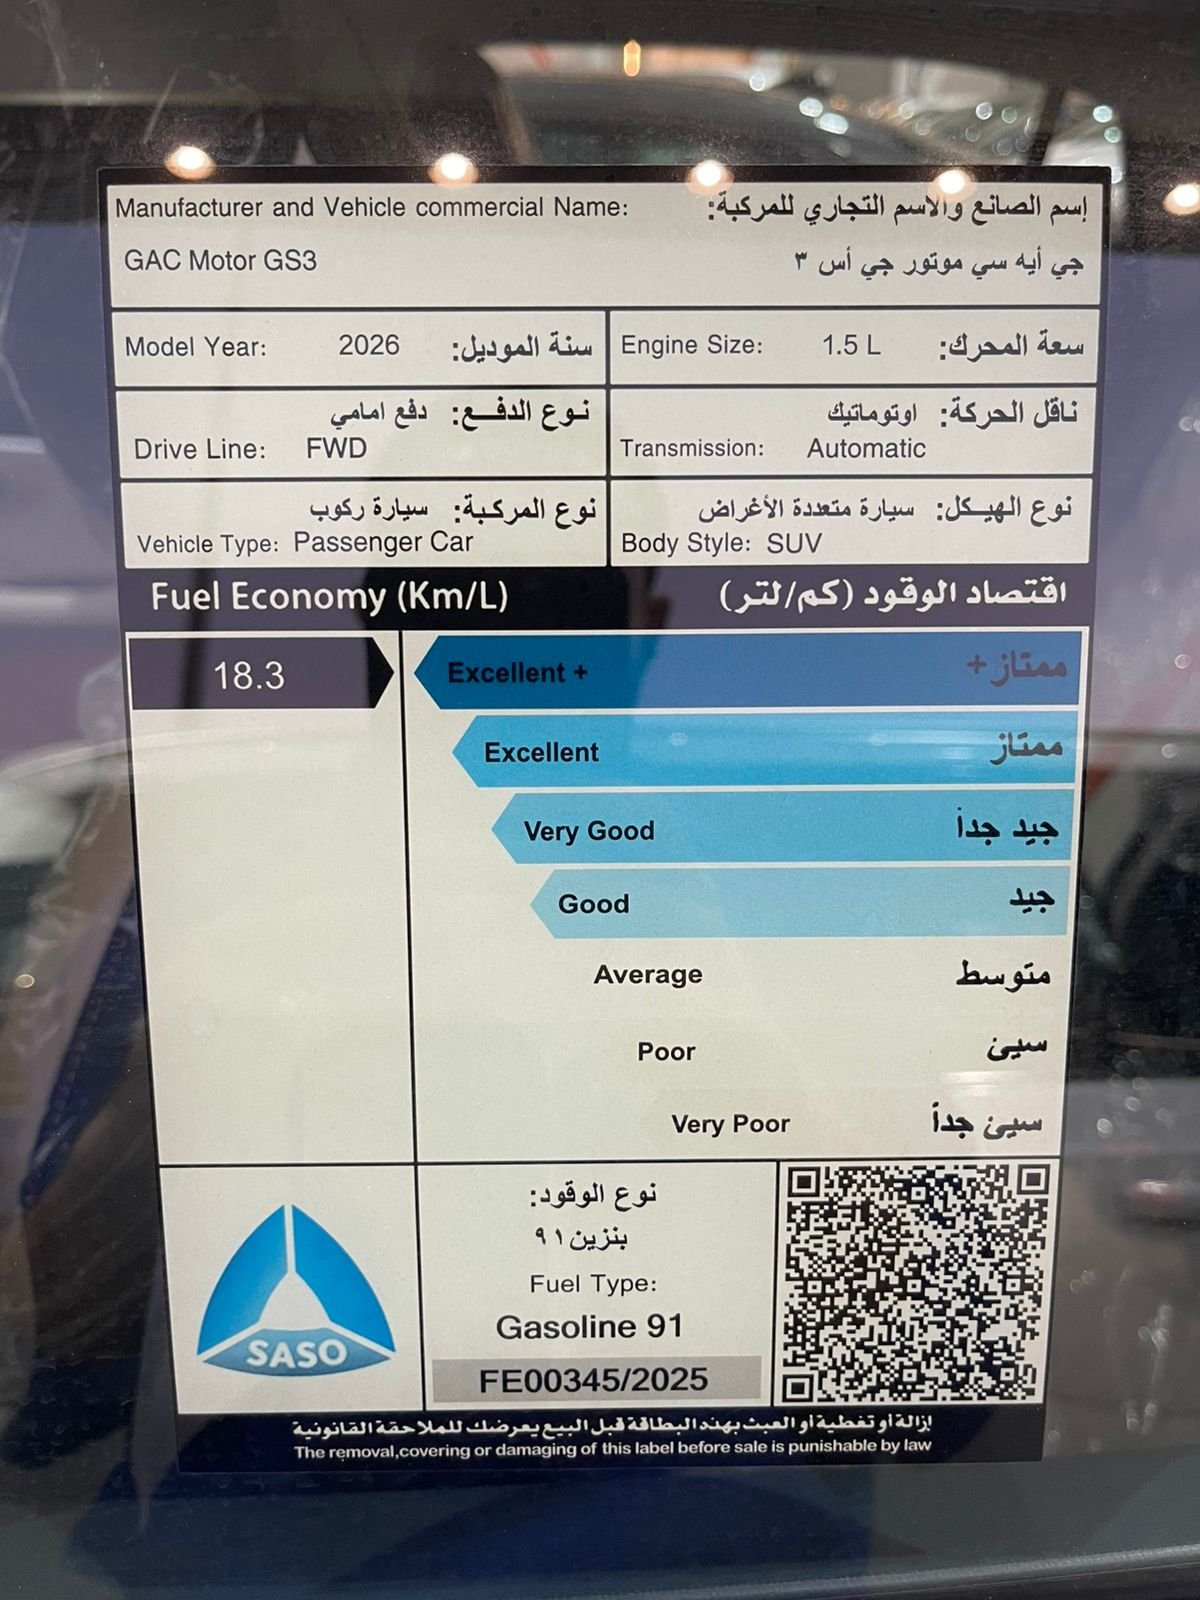 Manufacturer and Vehicle commercial Name: إسم الصانع والاسم التجاري للمركبة:
GAC Motor GS3 جي أيه سي موتور جي أس ٣
Model Year: 2026 سنة الموديل:
Engine Size: 1.5 L سعة المحرك:
نوع الدفع: دفع امامي
Drive Line: FWD
ناقل الحركة: اوتوماتيك
Transmission: Automatic
نوع المركبة: سيارة ركوب
Vehicle Type: Passenger Car
نوع الهيكل: سيارة متعددة الأغراض
Body Style: SUV
Fuel Economy (Km/L) اقتصاد الوقود (كم/لتر)
18.3
Excellent + ممتاز +
Excellent ممتاز
Very Good جيد جداً
Good جيد
Average متوسط
Poor سيئ
Very Poor سيئ جداً
SASO
نوع الوقود:
بنزين ٩١
Fuel Type:
Gasoline 91
FE00345/2025
إزالة أو تغطية أو العبث بهذه البطاقة قبل البيع يعرضك للملاحقة القانونية
The removal,covering or damaging of this label before sale is punishable by law